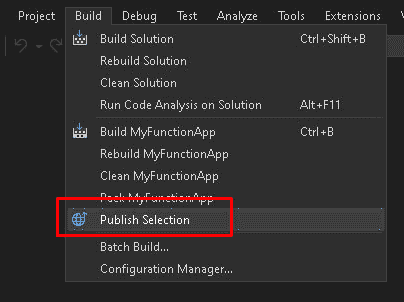 Project Build Debug Test Analyze Tools Extensions
Build Solution Ctrl+Shift+B
Rebuild Solution
Clean Solution
Run Code Analysis on Solution Alt+F11
Build MyFunctionApp Ctrl+B
Rebuild MyFunctionApp
Clean MyFunctionApp
Pack MyFunctionApp
Publish Selection
Batch Build...
Configuration Manager...